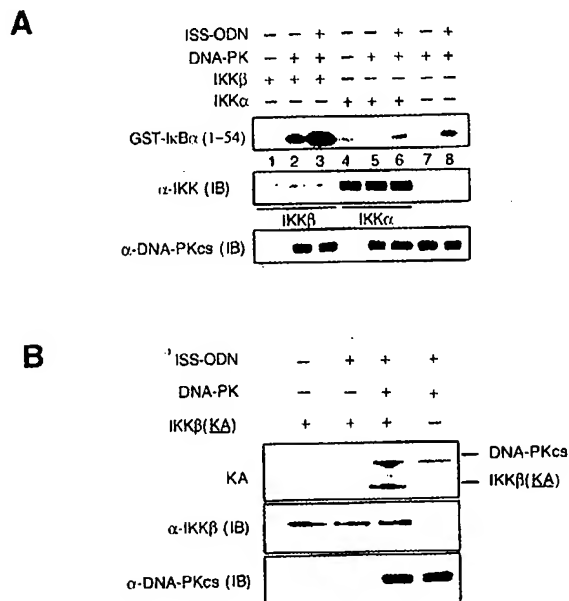 A
ISS-ODN − − + − − + − +
DNA-PK − + + − + + + +
IKKβ + + + − − − − −
IKKα − − − + + + − −
GST-IκBα (1−54)
1 2 3 4 5 6 7 8
α-IKK (IB)
IKKβ IKKα
α-DNA-PKcs (IB)
B
ISS-ODN − + + +
DNA-PK − − + +
IKKβ(KA) + + + −
DNA-PKcs
KA
IKKβ(KA)
α-IKKβ (IB)
α-DNA-PKcs (IB)